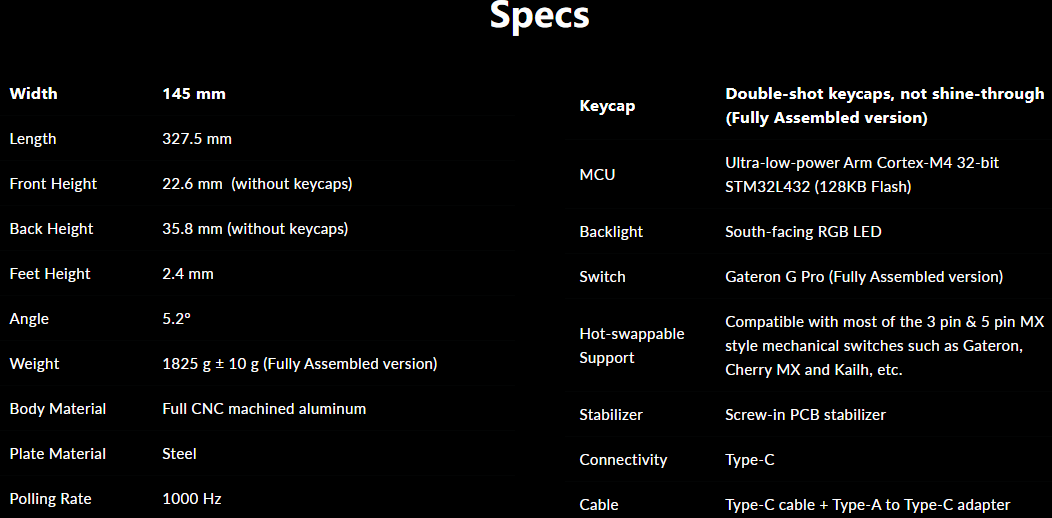 Specs
Width 145 mm
Length 327.5 mm
Front Height 22.6 mm (without keycaps)
Back Height 35.8 mm (without keycaps)
Feet Height 2.4 mm
Angle 5.2º
Weight 1825 g ± 10 g (Fully Assembled version)
Body Material Full CNC machined aluminum
Plate Material Steel
Polling Rate 1000 Hz
Keycap
Double-shot keycaps, not shine-through
(Fully Assembled version)
MCU
Ultra-low-power Arm Cortex-M4 32-bit
STM32L432 (128KB Flash)
Backlight South-facing RGB LED
Switch Gateron G Pro (Fully Assembled version)
Hot-swappable
Support
Compatible with most of the 3 pin & 5 pin MX
style mechanical switches such as Gateron,
Cherry MX and Kailh, etc.
Stabilizer Screw-in PCB stabilizer
Connectivity Type-C
Cable Type-C cable + Type-A to Type-C adapter